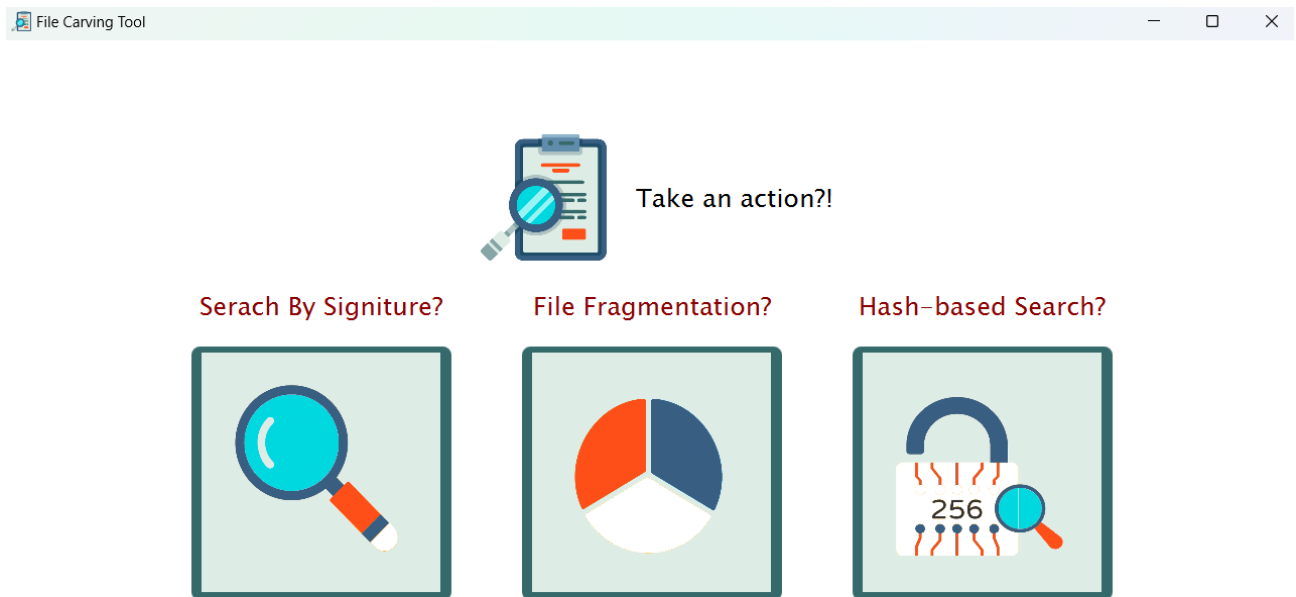 File Carving Tool
Take an action?!
Serach By Signiture?
File Fragmentation?
Hash-based Search?
256